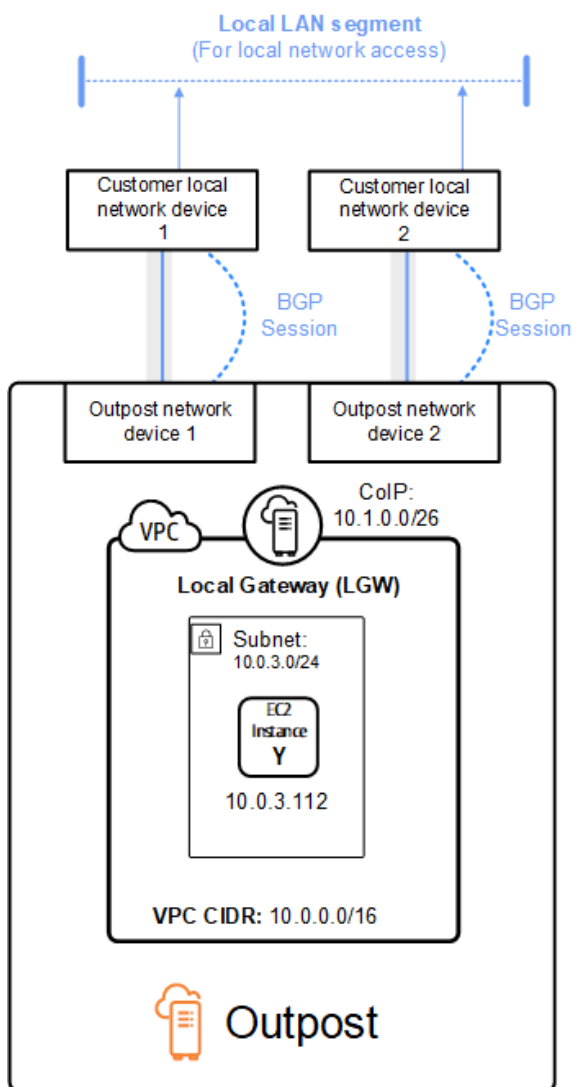 Local LAN segment
(For local network access)
Customer local
network device
1
Customer local
network device
2
BGP
Session
BGP
Session
Outpost network
device 1
Outpost network
device 2
CoIP:
10.1.0.0/26
VPC
Local Gateway (LGW)
Subnet:
10.0.3.0/24
EC2
Instance
Y
10.0.3.112
VPC CIDR: 10.0.0.0/16
Outpost